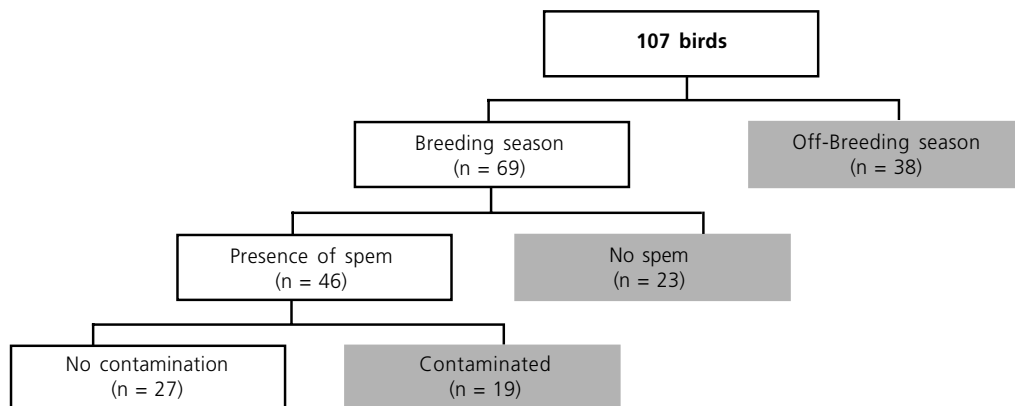 107 birds
Breeding season
(n = 69)
Off-Breeding season
(n = 38)
Presence of spem
(n = 46)
No spem
(n = 23)
No contamination
(n = 27)
Contaminated
(n = 19)